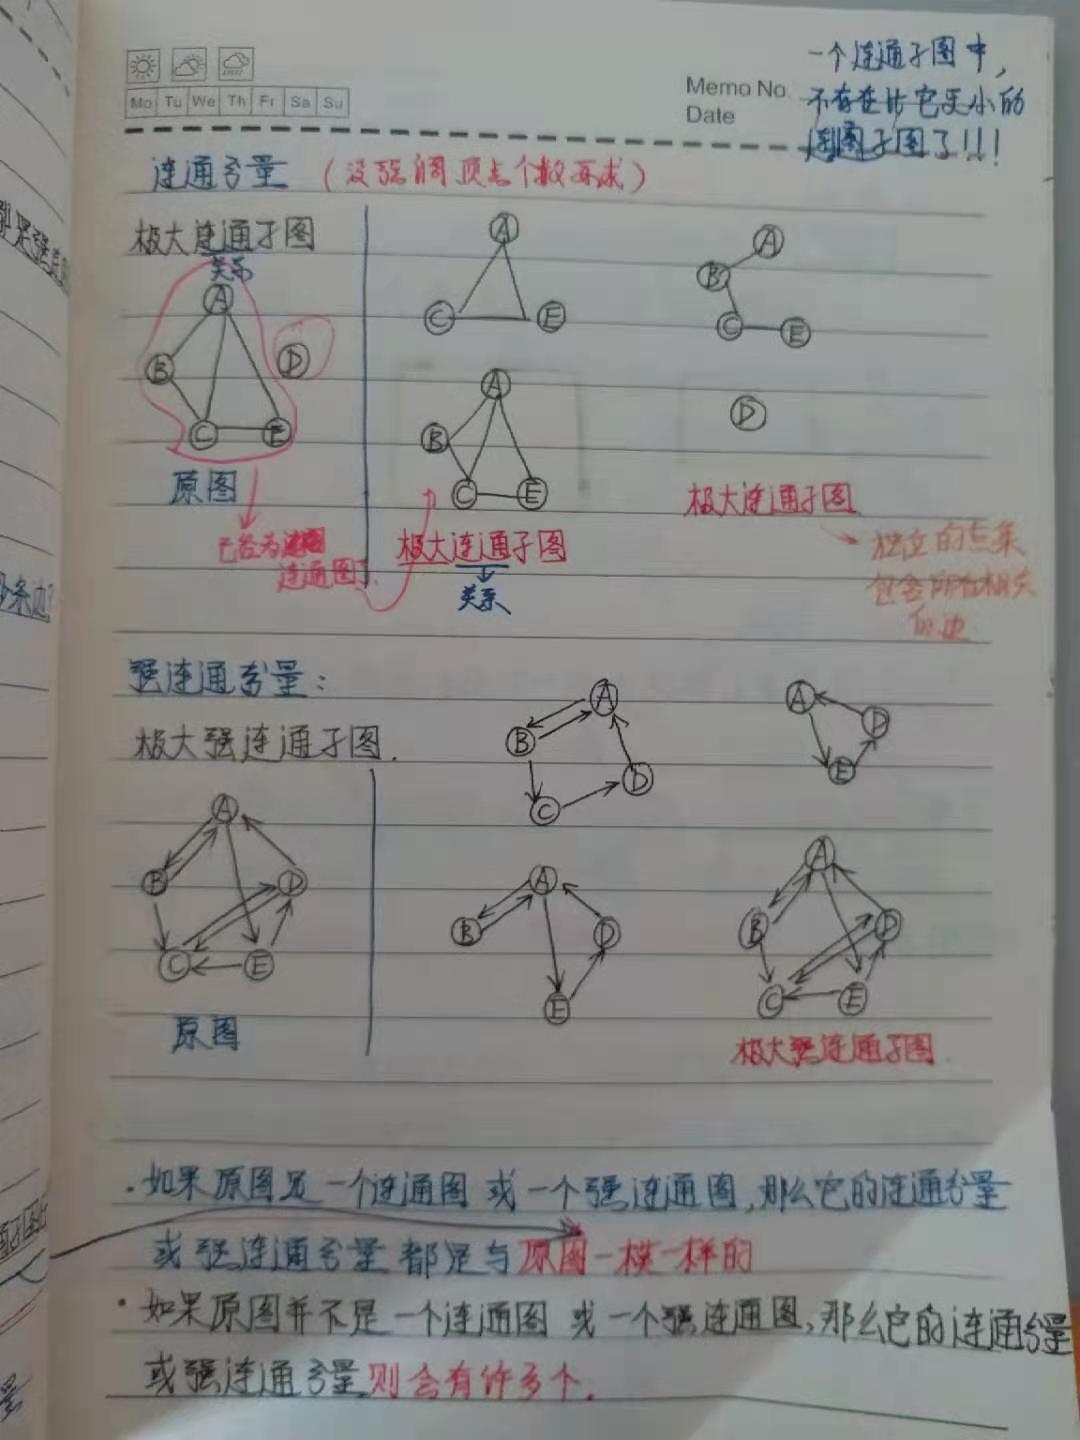 一个连通子图中,
Memo No.
不存在比它更小的
Mo Tu We Th Fr Sa Su
Date
连通子图了!!!
连通分量 (没强调顶点个数要求)
极大连通子图
关系
A
B
C
E
D
原图
A
C
E
A
B
C
E
A
B
C
E
D
已经为
连通图了
极大连通子图
关系
极大连通子图
独立的点集
包含所有相关
的边
强连通分量:
极大强连通子图.
A
B
C
D
E
原图
A
B
C
D
A
D
E
A
B
D
E
A
B
C
D
E
极大强连通子图
·如果原图是一个连通图 或一个强连通图,那么它的连通分量
或强连通分量都是与原图一模一样的
·如果原图并不是一个连通图 或一个强连通图,那么它的连通分量
或强连通分量则会有许多个.